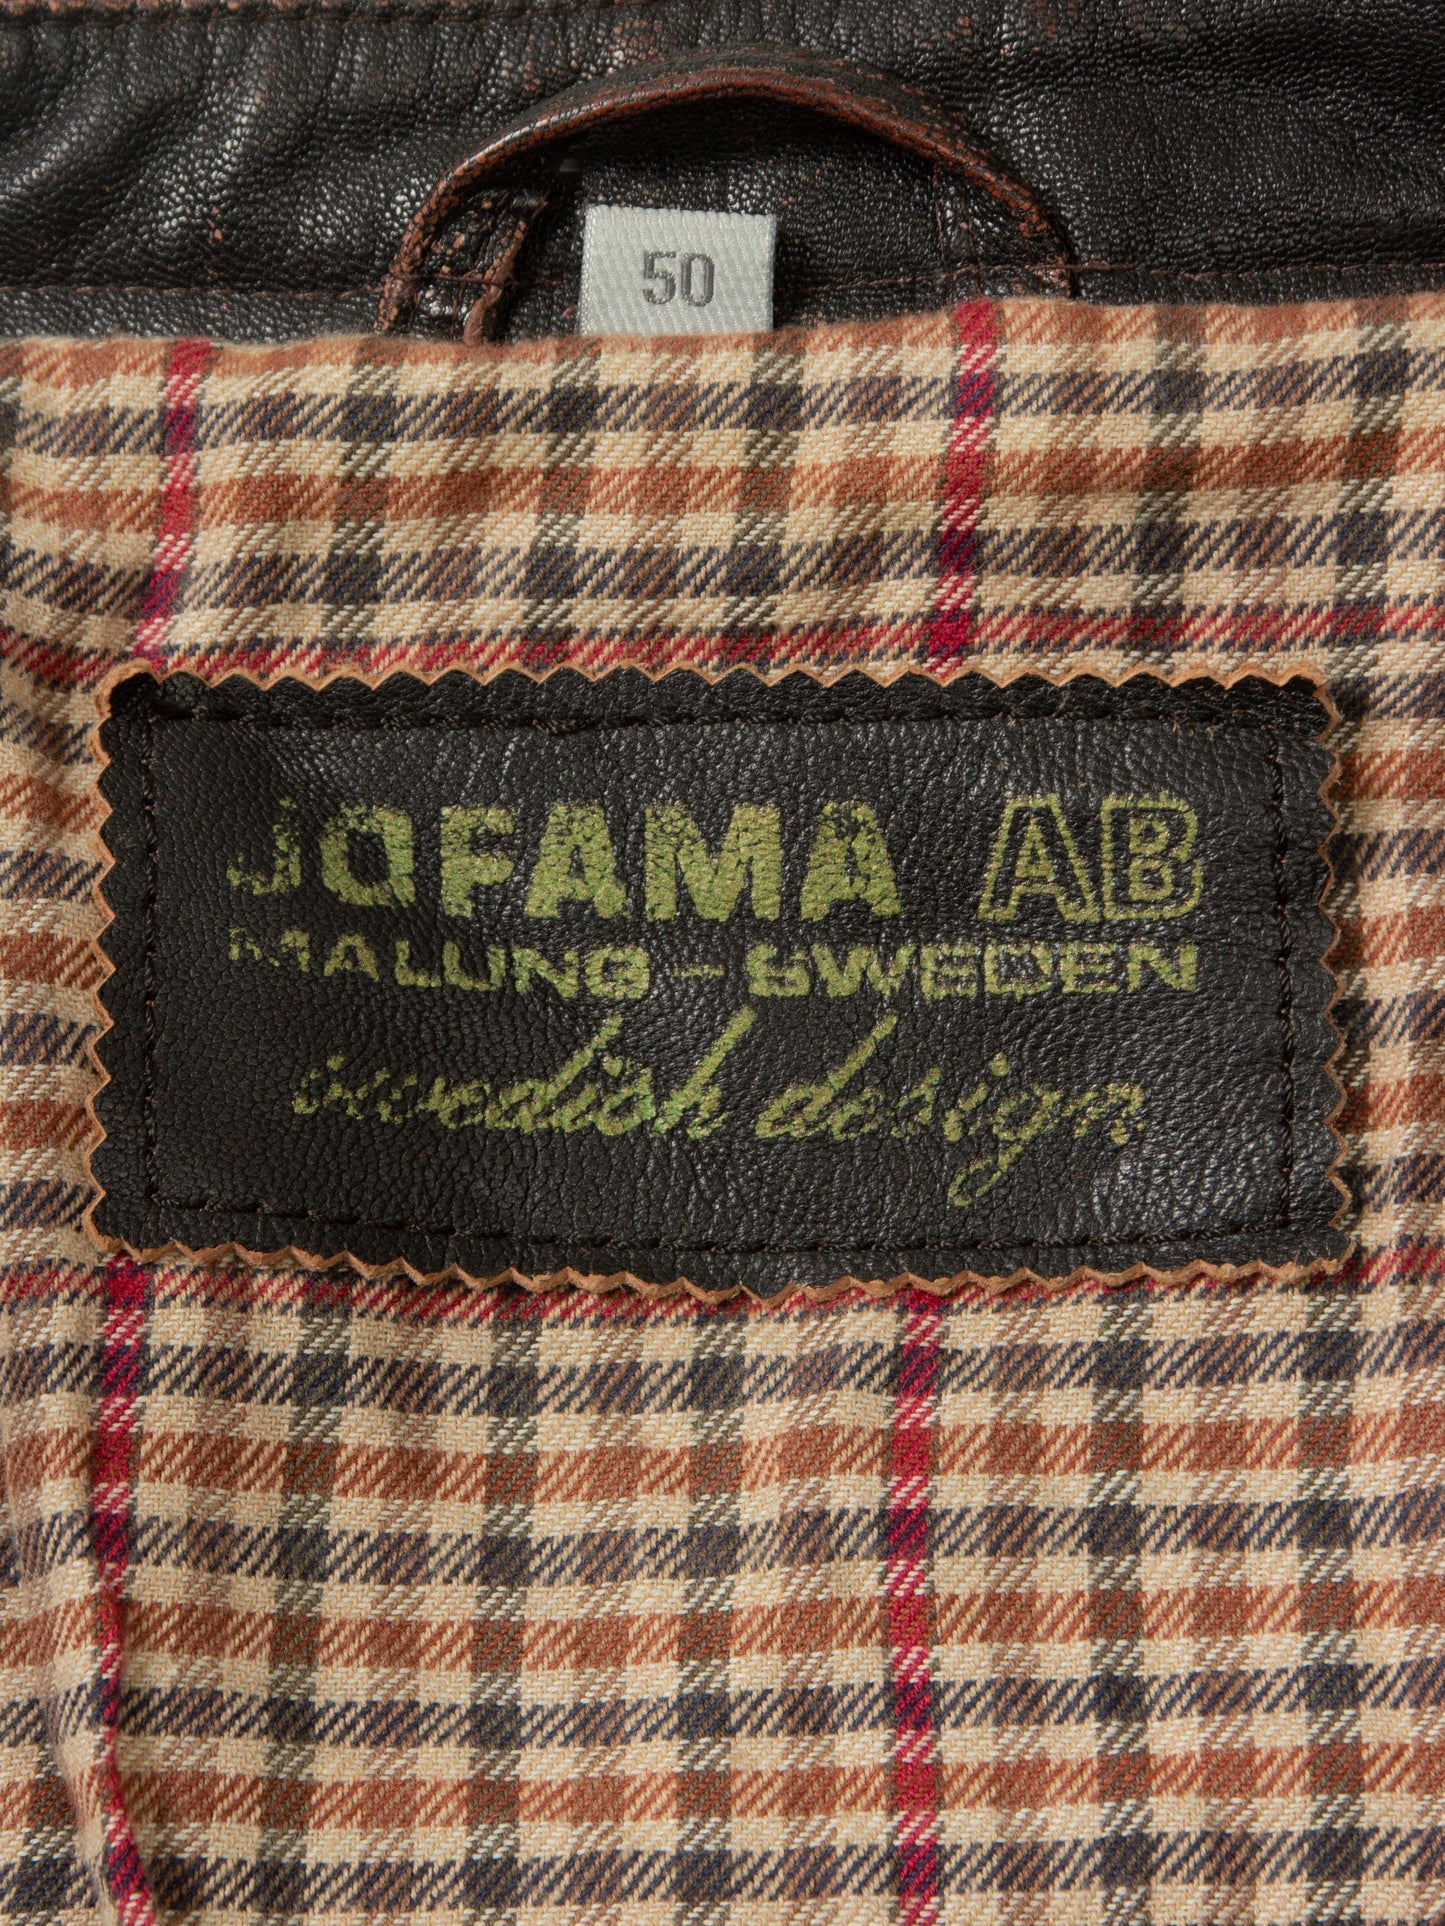 50
JOFAMA AB
MALUNG - SWEDEN
swedish design